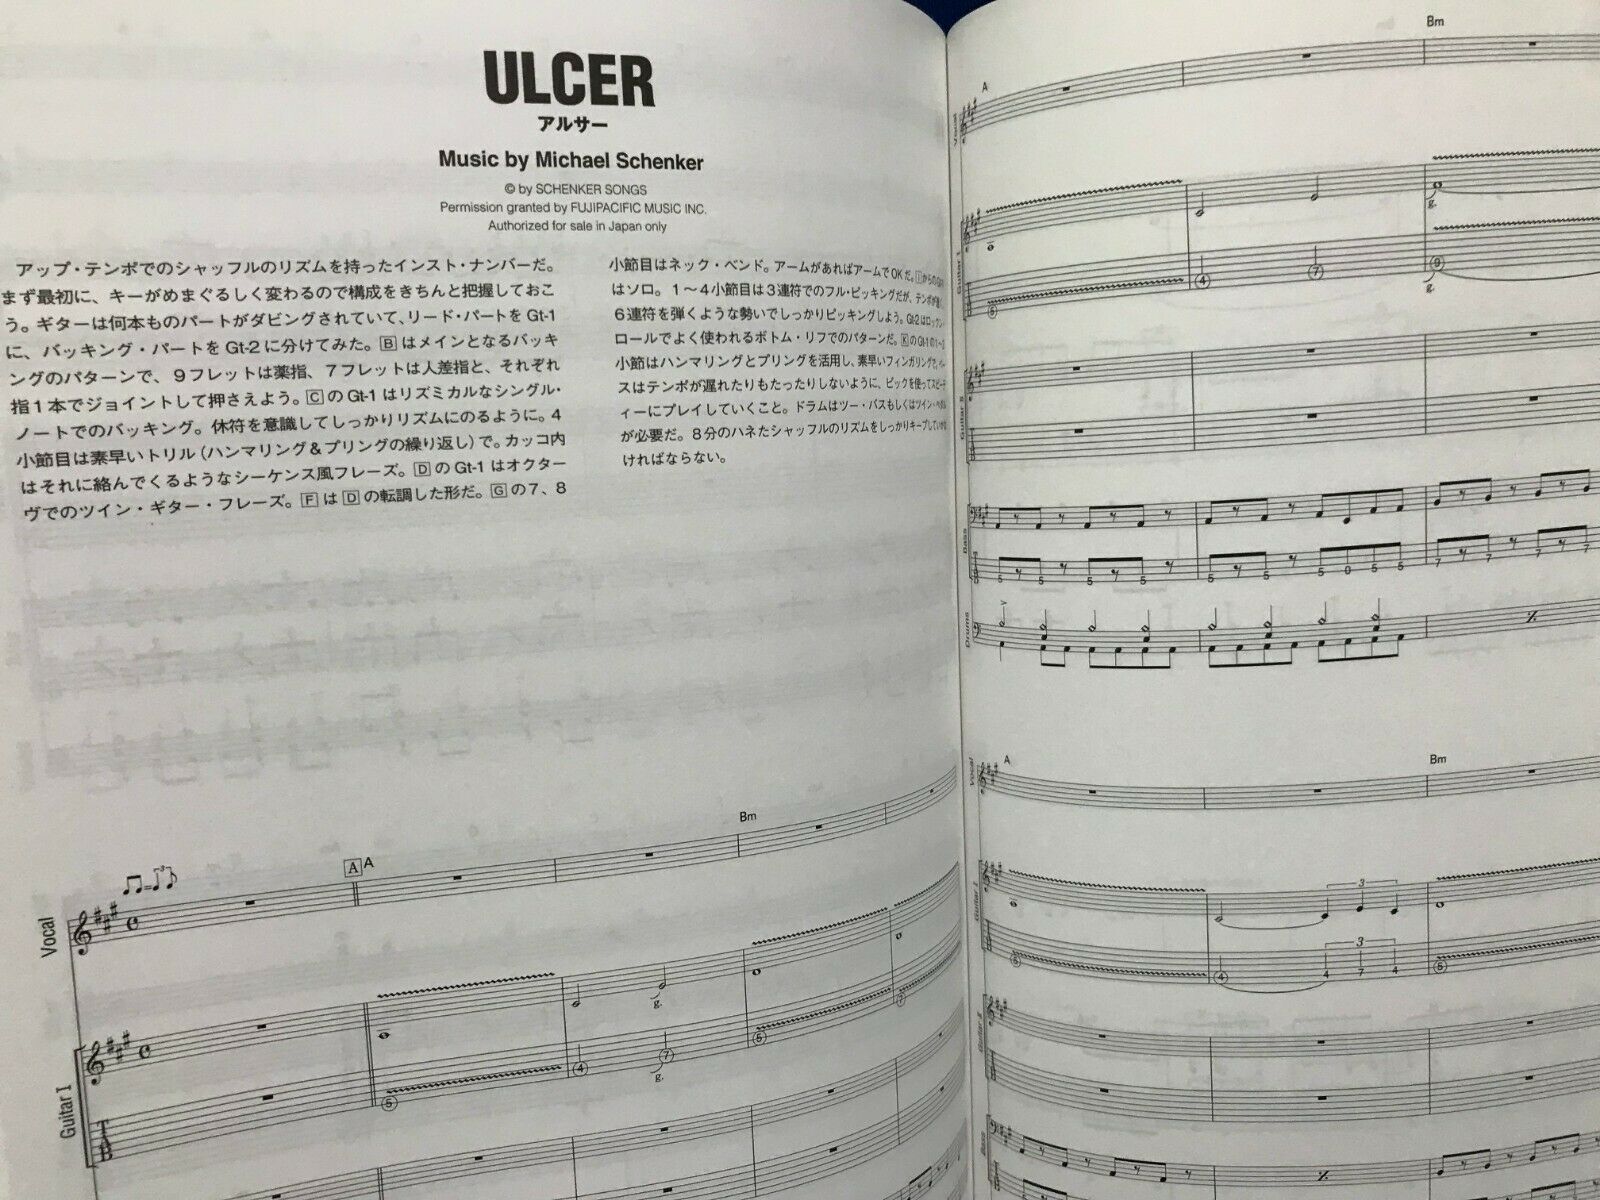 ULCER
アルサー
Music by Michael Schenker
© by SCHENKER SONGS
Permission granted by FUJIPACIFIC MUSIC INC.
Authorized for sale in Japan only
アップ・テンポでのシャッフルのリズムを持ったインスト・ナンバーだ。
まず最初に、キーがめまぐるしく変わるので構成をきちんと把握しておこ
う。ギターは何本ものパートがダビングされていて、リード・パートを Gt-1
に、バッキング・パートを Gt-2 に分けてみた。B はメインとなるバッキ
ングのパターンで、９フレットは薬指、７フレットは人差指と、それぞれ
指１本でジョイントして押さえよう。C の Gt-1 はリズミカルなシングル・
ノートでのバッキング。休符を意識してしっかりリズムにのるように。４
小節目は素早いトリル（ハンマリング＆プリングの繰り返し）で。カッコ内
はそれに絡んでくるようなシーケンス風フレーズ。D の Gt-1 はオクター
ヴでのツイン・ギター・フレーズ。F は D の転調した形だ。G の７、８
小節目はネック・ベンド。アームがあればアームでOKだ。からの
はソロ。１〜４小節目は３連符でのフル・ピッキングだが、テンポが
６連符を弾くような勢いでしっかりピッキングしよう。Gt-2はロックン
ロールでよく使われるボトム・リフでのパターンだ。K の Gt-1 の１〜
小節はハンマリングとプリングを活用し、素早いフィンガリングで。
スはテンポが遅れたりもたったりしないように、ピックを使ってスピーデ
ィーにプレイしていくこと。ドラムはツー・バスもしくはツイン・ペダル
が必要だ。８分のハネたシャッフルのリズムをしっかりキープしていかな
ければならない。
A A
Bm
Vocal
g.
Guitar I
T A B
5 4 7 5 7
g.
A
Bm
Vocal
g.
Guitar I
5 4 7 9
g.
Bass
5 5 5 5 5 5 5 0 5 5 7 7 7 7
Drums
A
Bm
Vocal
3
Guitar I
3
5 4 4 7 4 5
Guitar II
Bass